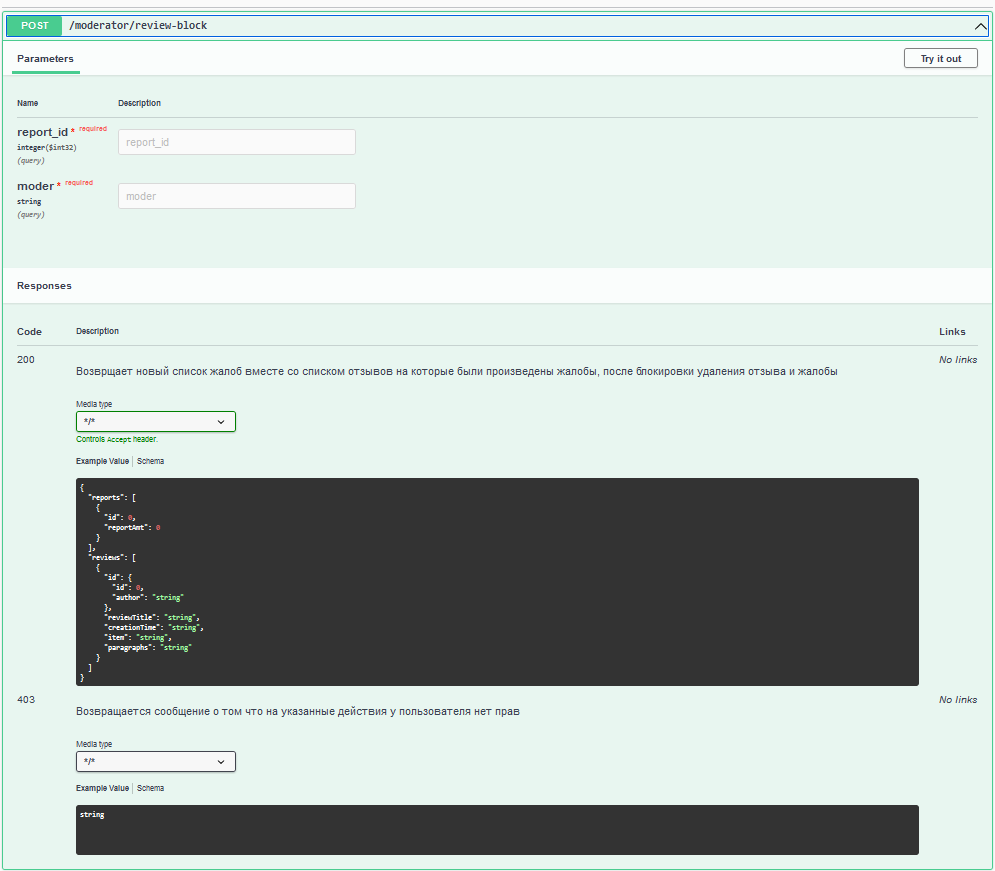 POST /moderator/review-block
Parameters
Try it out
Name Description
report_id * required
integer($int32)
(query)
report_id
moder * required
string
(query)
moder
Responses
Code Description Links
200 No links
Возврщает новый список жалоб вместе со списком отзывов на которые были произведены жалобы, после блокировки удаления отзыва и жалобы
Media type
*/*
Controls Accept header.
Example Value Schema
{
"reports": [
{
"id": 0,
"reportAmt": 0
}
],
"reviews": [
{
"id": {
"id": 0,
"author": "string"
},
"reviewTitle": "string",
"creationTime": "string",
"item": "string",
"paragraphs": "string"
}
]
}
403 No links
Возвращается сообщение о том что на указанные действия у пользователя нет прав
Media type
*/*
Example Value Schema
string